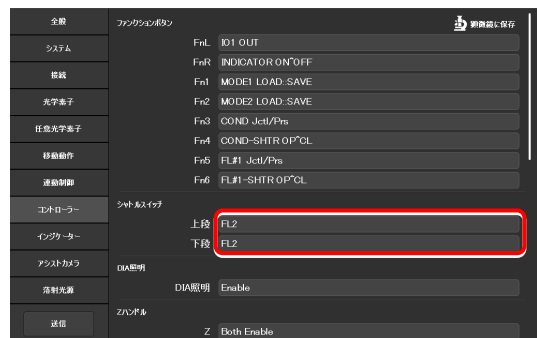 全般
システム
接続
光学素子
任意光学素子
移動動作
連動制御
コントローラー
インジケーター
アシストカメラ
落射光源
送信
ファンクションボタン
顕微鏡に保存
FnL IO1 OUT
FnR INDICATOR ON^OFF
Fn1 MODE1 LOAD::SAVE
Fn2 MODE2 LOAD::SAVE
Fn3 COND Jctl/Prs
Fn4 COND-SHTR OP^CL
Fn5 FL#1 Jctl/Prs
Fn6 FL#1-SHTR OP^CL
シャトルスイッチ
上段 FL2
下段 FL2
DIA照明
DIA照明 Enable
Zハンドル
Z Both Enable